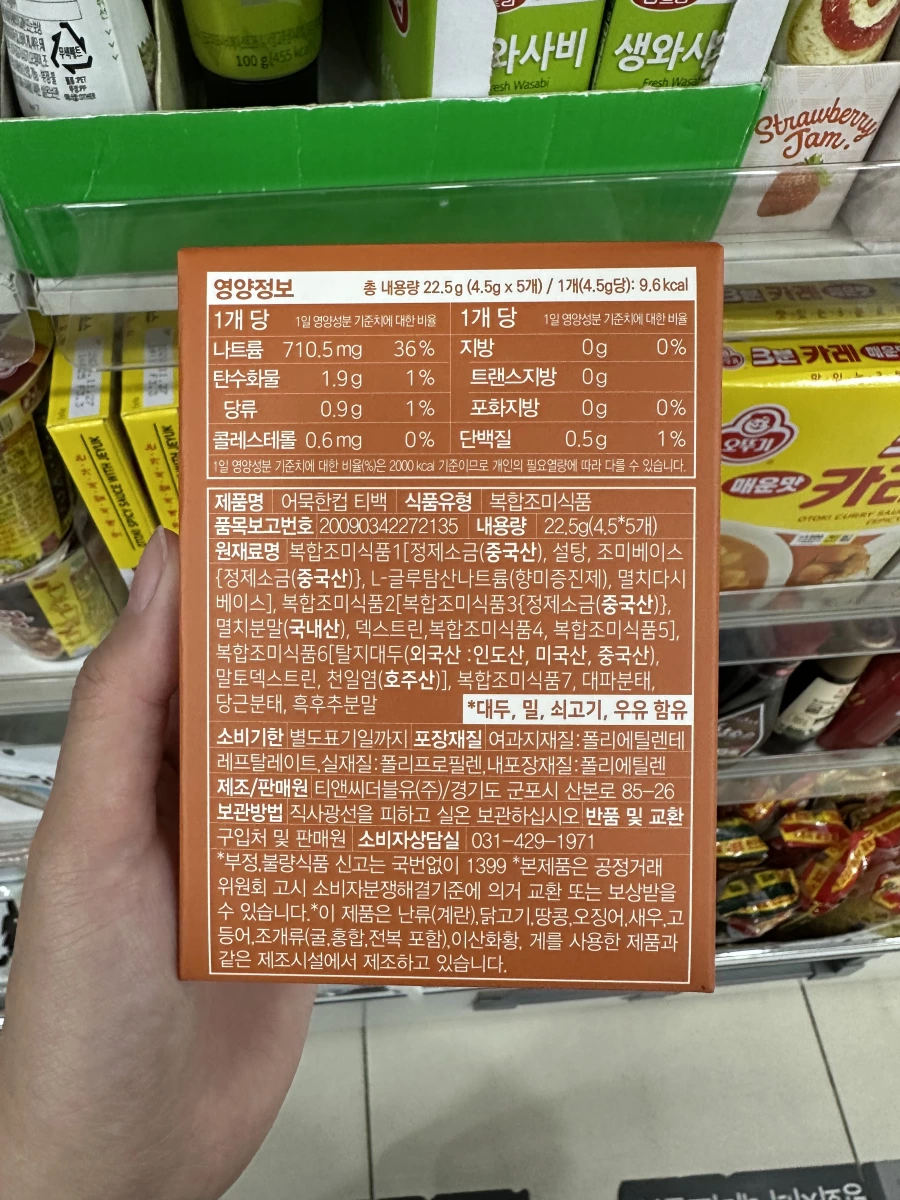 무색페트
100 g(455 kcal
와사비
Fresh Wasabi
생와사
Fresh Wasa
Strawberry
Jam.
영양정보 총 내용량 22.5g (4.5g x 5개) / 1개(4.5g당): 9.6kcal
1개 당 1일 영양성분 기준치에 대한 비율 1개 당 1일 영양성분 기준치에 대한 비율
나트륨 710.5mg 36% 지방 0g 0%
탄수화물 1.9g 1% 트랜스지방 0g
당류 0.9g 1% 포화지방 0g 0%
콜레스테롤 0.6mg 0% 단백질 0.5g 1%
1일 영양성분 기준치에 대한 비율(%)은 2000 kcal 기준이므로 개인의 필요열량에 따라 다를 수 있습니다.
제품명 어묵한컵 티백 식품유형 복합조미식품
품목보고번호 20090342272135 내용량 22.5g(4.5*5개)
원재료명 복합조미식품1[정제소금(중국산), 설탕, 조미베이스
{정제소금(중국산)}, L-글루탐산나트륨(향미증진제), 멸치다시
베이스], 복합조미식품2[복합조미식품3{정제소금(중국산)},
멸치분말(국내산), 덱스트린,복합조미식품4, 복합조미식품5],
복합조미식품6[탈지대두(외국산 :인도산, 미국산, 중국산),
말토덱스트린, 천일염(호주산)], 복합조미식품7, 대파분태,
당근분태, 흑후추분말 *대두, 밀, 쇠고기, 우유 함유
소비기한 별도표기일까지 포장재질 여과지재질:폴리에틸렌테
레프탈레이트,실재질:폴리프로필렌,내포장재질:폴리에틸렌
제조/판매원 티앤씨더블유(주)/경기도 군포시 산본로 85-26
보관방법 직사광선을 피하고 실온 보관하십시오 반품 및 교환
구입처 및 판매원 소비자상담실 031-429-1971
*부정,불량식품 신고는 국번없이 1399 *본제품은 공정거래
위원회 고시 소비자분쟁해결기준에 의거 교환 또는 보상받을
수 있습니다.*이 제품은 난류(계란),닭고기,땅콩,오징어,새우,고
등어,조개류(굴,홍합,전복 포함),이산화황, 게를 사용한 제품과
같은 제조시설에서 제조하고 있습니다.
3분 카레 매운맛
오뚜기
매운맛
카레